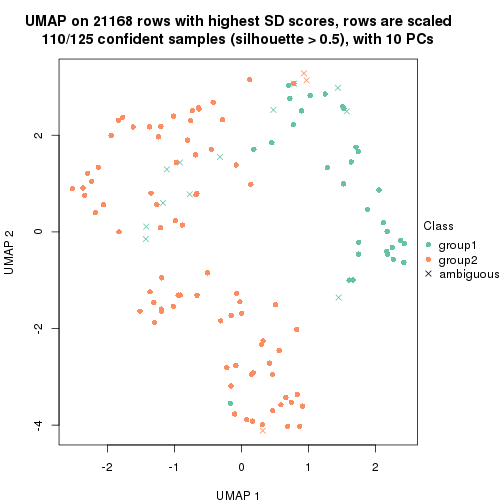 UMAP on 21168 rows with highest SD scores, rows are scaled
110/125 confident samples (silhouette > 0.5), with 10 PCs
2
0
-2
-4
UMAP 2
-2
-1
0
1
2
UMAP 1
Class
group1
group2
ambiguous